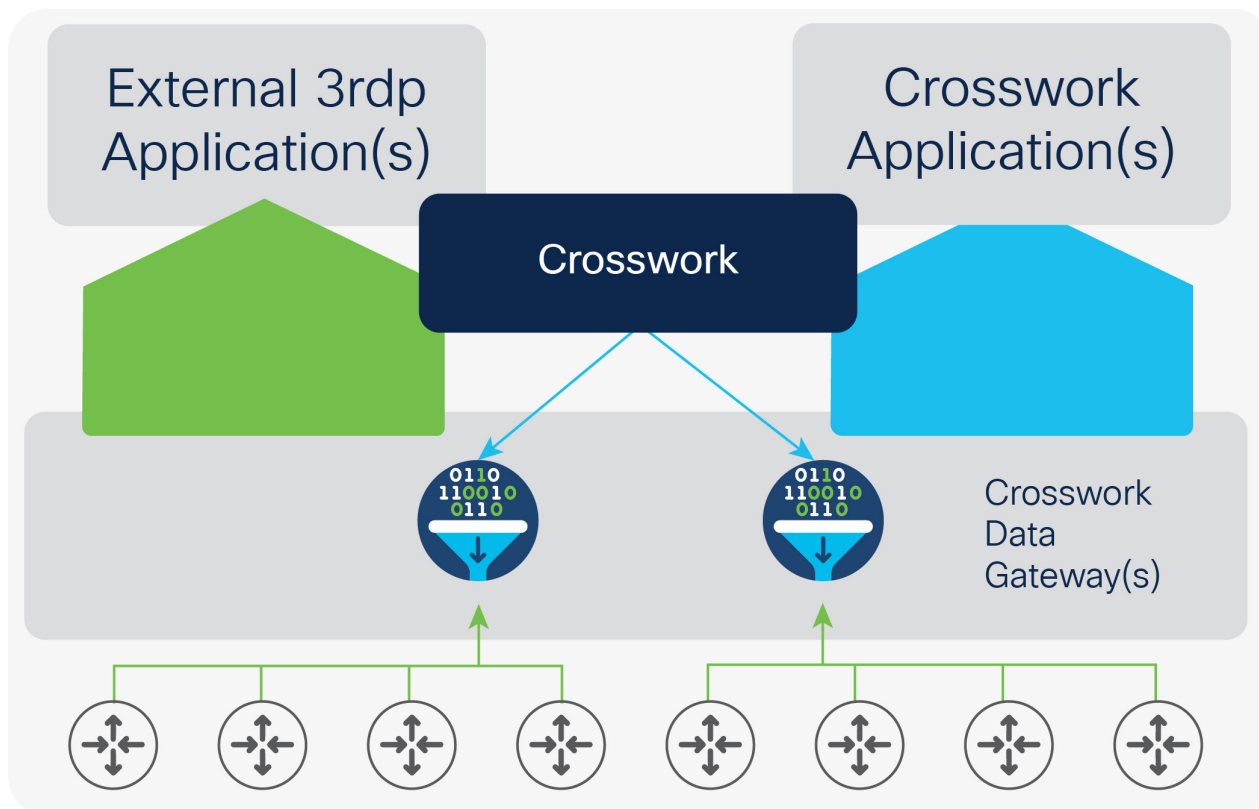 External 3rdp
Application(s)
Crosswork
Application(s)
Crosswork
0110
110010
0110
0110
110010
0110
Crosswork
Data
Gateway(s)